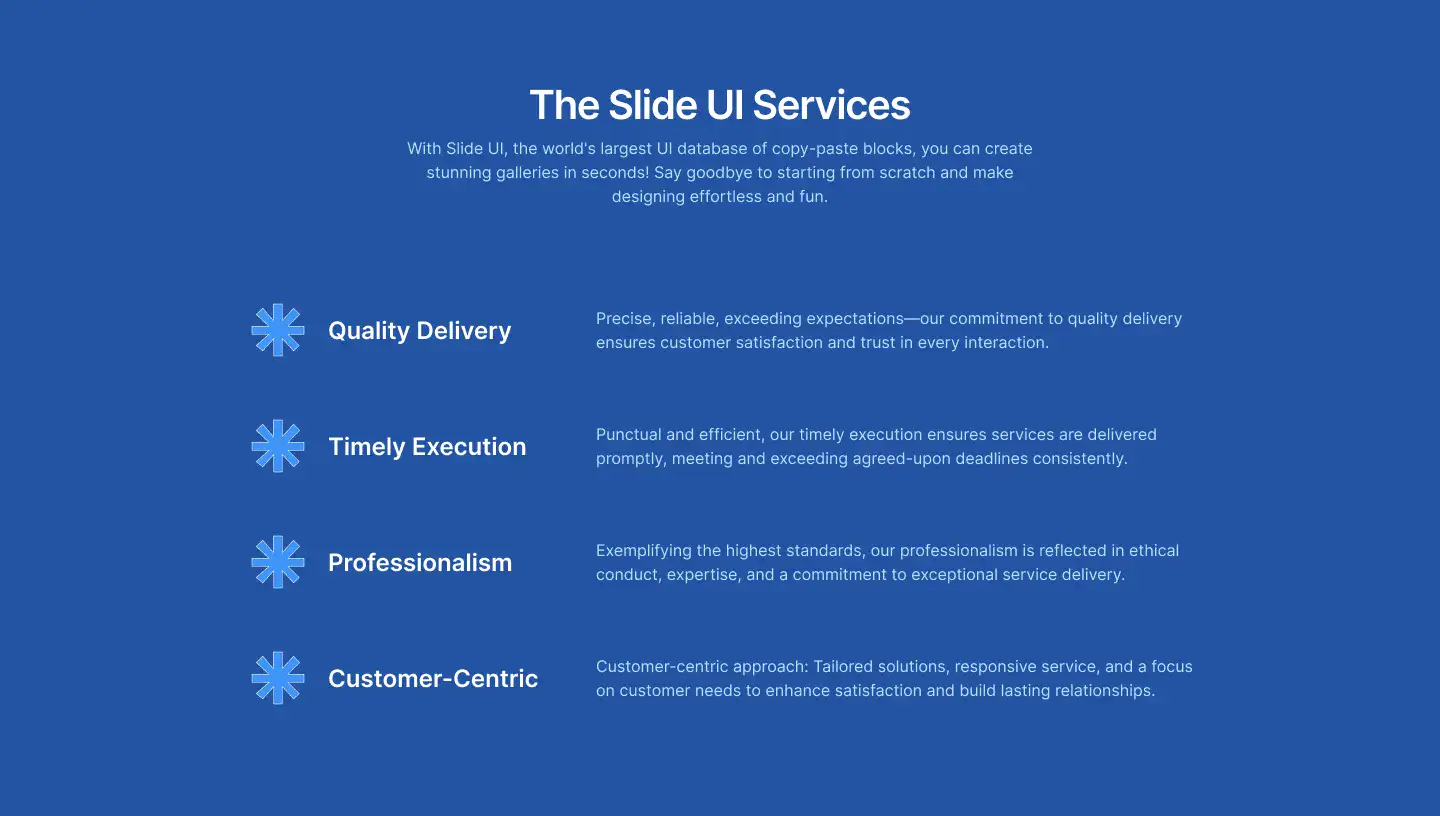 The Slide UI Services
With Slide UI, the world's largest UI database of copy-paste blocks, you can create
stunning galleries in seconds! Say goodbye to starting from scratch and make
designing effortless and fun.
Quality Delivery
Precise, reliable, exceeding expectations—our commitment to quality delivery
ensures customer satisfaction and trust in every interaction.
Timely Execution
Punctual and efficient, our timely execution ensures services are delivered
promptly, meeting and exceeding agreed-upon deadlines consistently.
Professionalism
Exemplifying the highest standards, our professionalism is reflected in ethical
conduct, expertise, and a commitment to exceptional service delivery.
Customer-Centric
Customer-centric approach: Tailored solutions, responsive service, and a focus
on customer needs to enhance satisfaction and build lasting relationships.